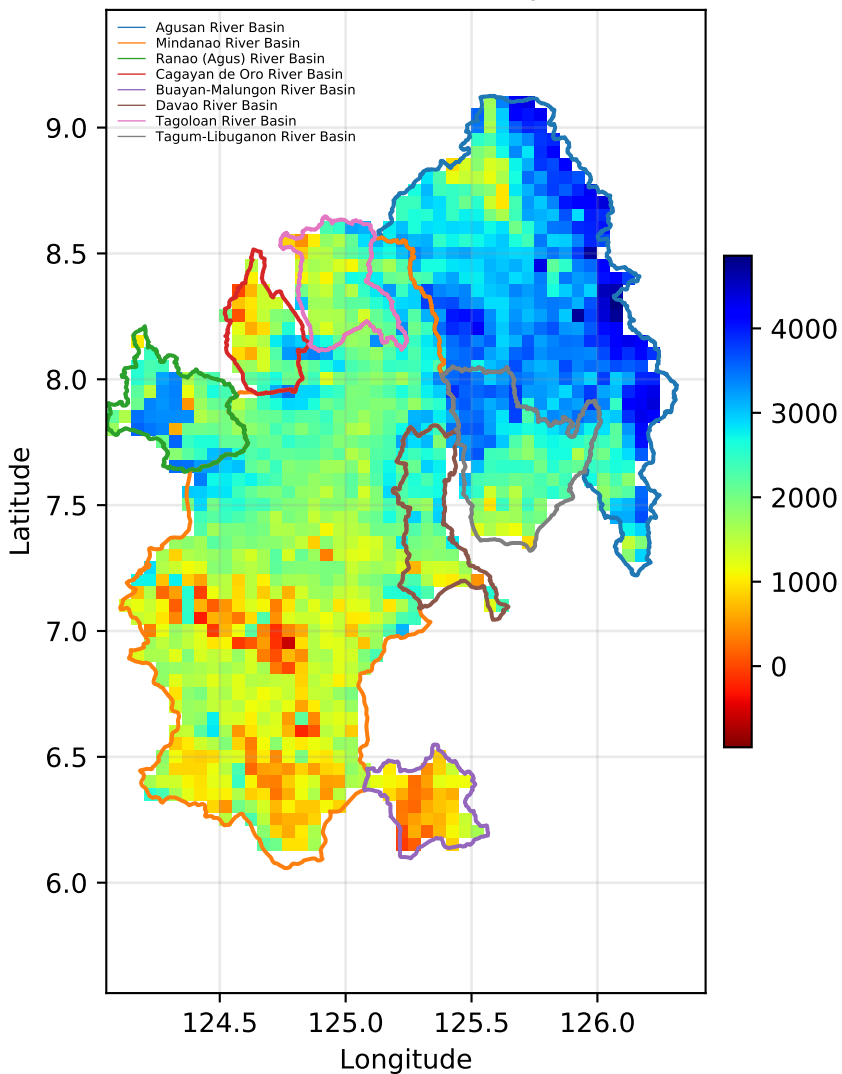 Agusan River Basin
Mindanao River Basin
Ranao (Agus) River Basin
Cagayan de Oro River Basin
Buayan-Malungon River Basin
Davao River Basin
Tagoloan River Basin
Tagum-Libuganon River Basin
9.0
8.5
8.0
7.5
7.0
6.5
6.0
Latitude
124.5 125.0 125.5 126.0
Longitude
4000
3000
2000
1000
0